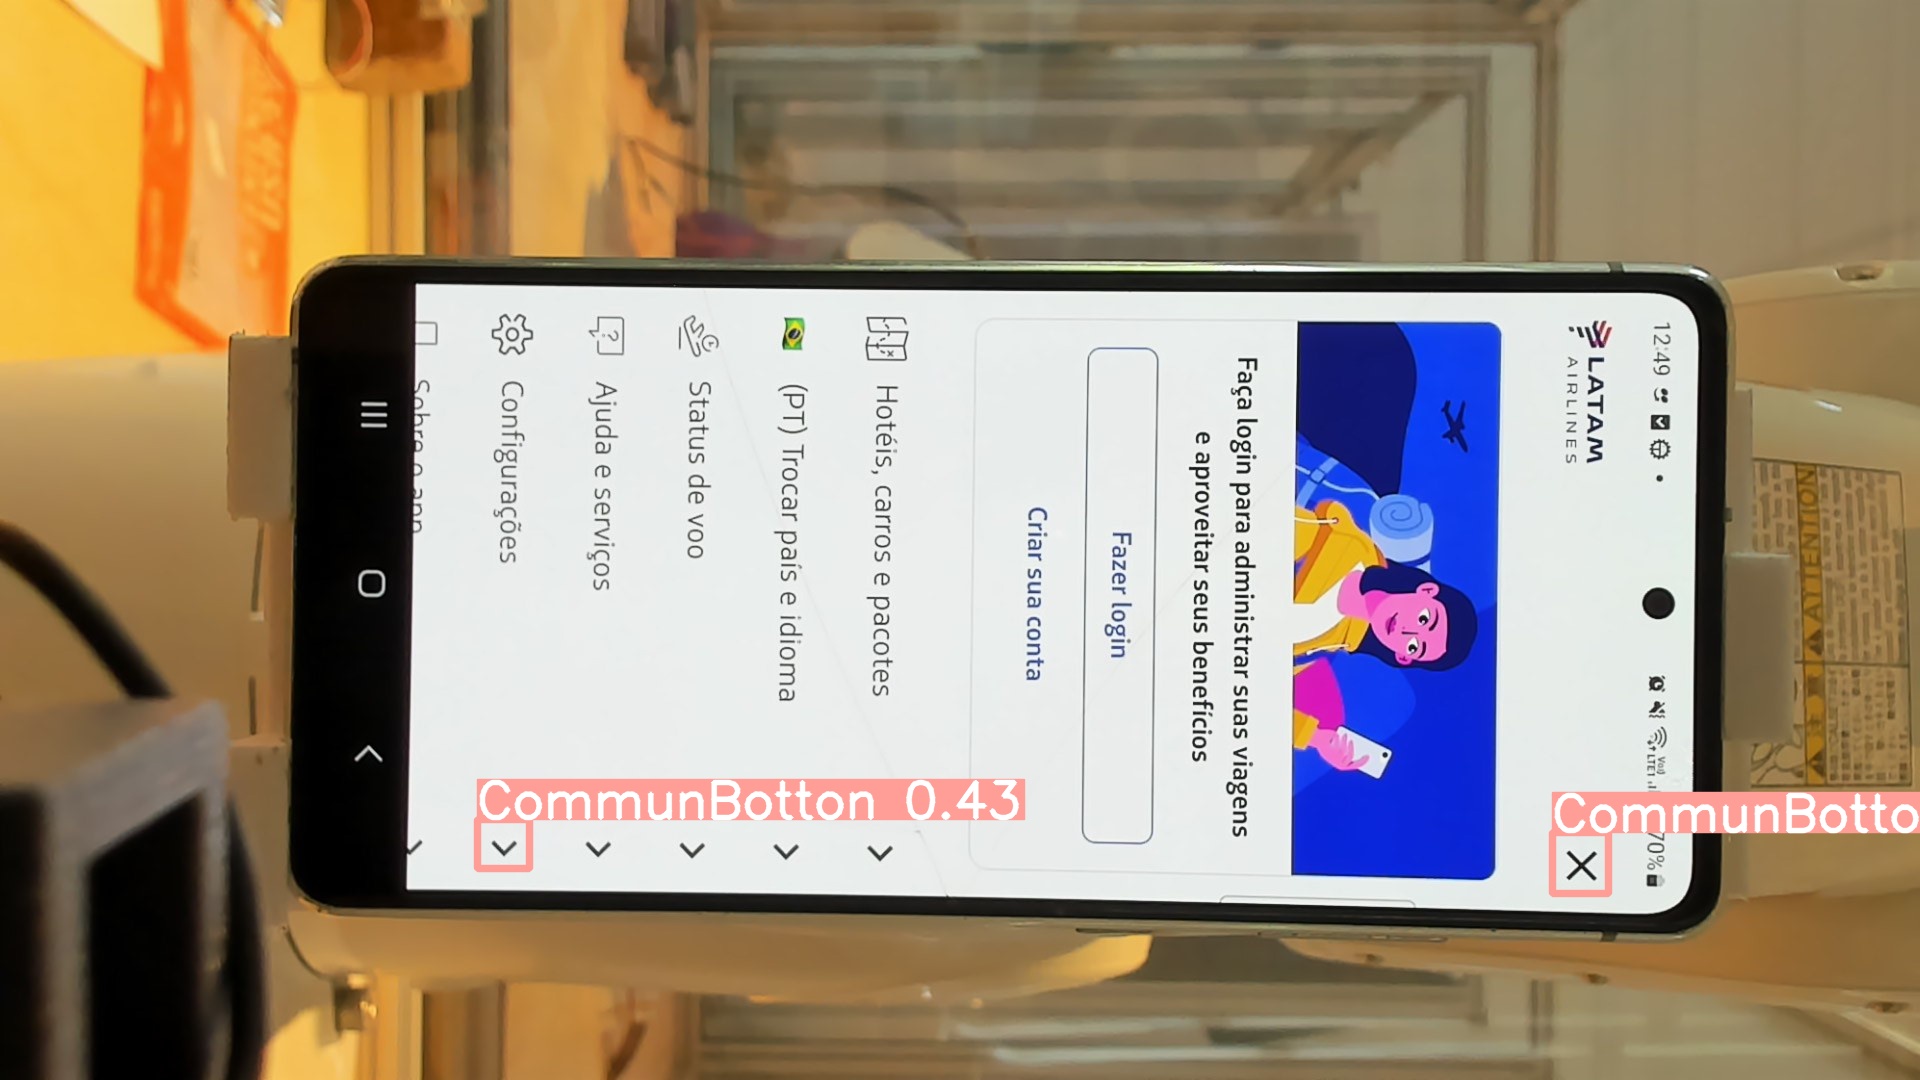 12:49
70%
LATAM
AIRLINES
Faça login para administrar suas viagens
e aproveitar seus benefícios
Fazer login
Criar sua conta
Hotéis, carros e pacotes
(PT) Trocar país e idioma
Status de voo
Ajuda e serviços
Configurações
Sobre o app
CommunBotton 0.43
CommunBotto
ATTENTION